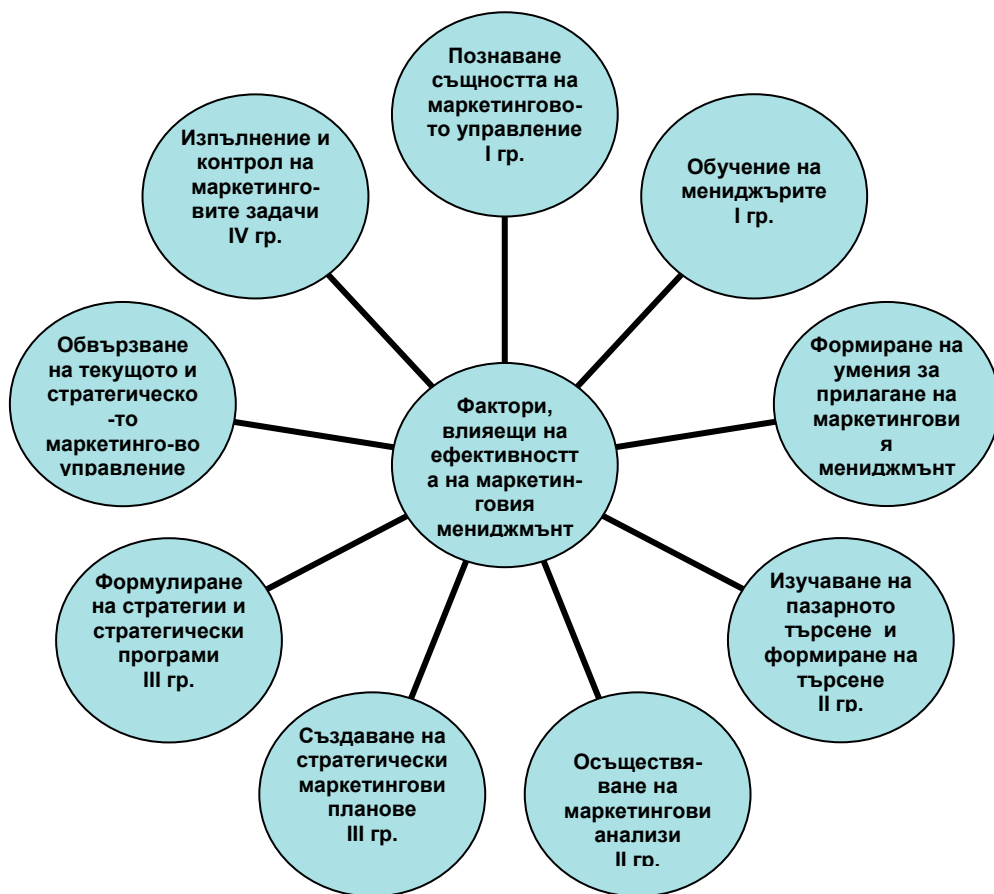 Познаване
същността на
маркетингово-
то управление
I гр.
Обучение на
мениджърите
I гр.
Формиране на
умения за
прилагане на
маркетингови
я
мениджмънт
Изучаване на
пазарното
търсене и
формиране на
търсене
II гр.
Осъществя-
ване на
маркетингови
анализи
II гр.
Създаване на
стратегически
маркетингови
планове
III гр.
Формулиране
на стратегии и
стратегически
програми
III гр.
Обвързване
на текущото и
стратегическо
-то
маркетинго-во
управление
Изпълнение и
контрол на
маркетинго-
вите задачи
IV гр.
Фактори,
влияещи на
ефективностт
а на маркетин-
говия
мениджмънт